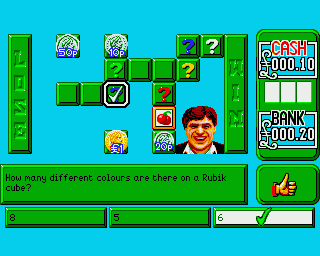 LOSE
50p
10p
?
?
?
?
?
WIN
£1
20p
CASH
000.10
BANK
000.20
How many different colours are there on a Rubik
cube?
8
5
6